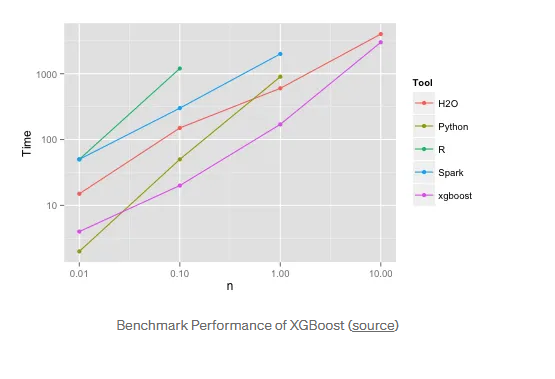 1000
100
10
Time
0.01 0.10 1.00 10.00
n
Tool
H2O
Python
R
Spark
xgboost
Benchmark Performance of XGBoost (source)